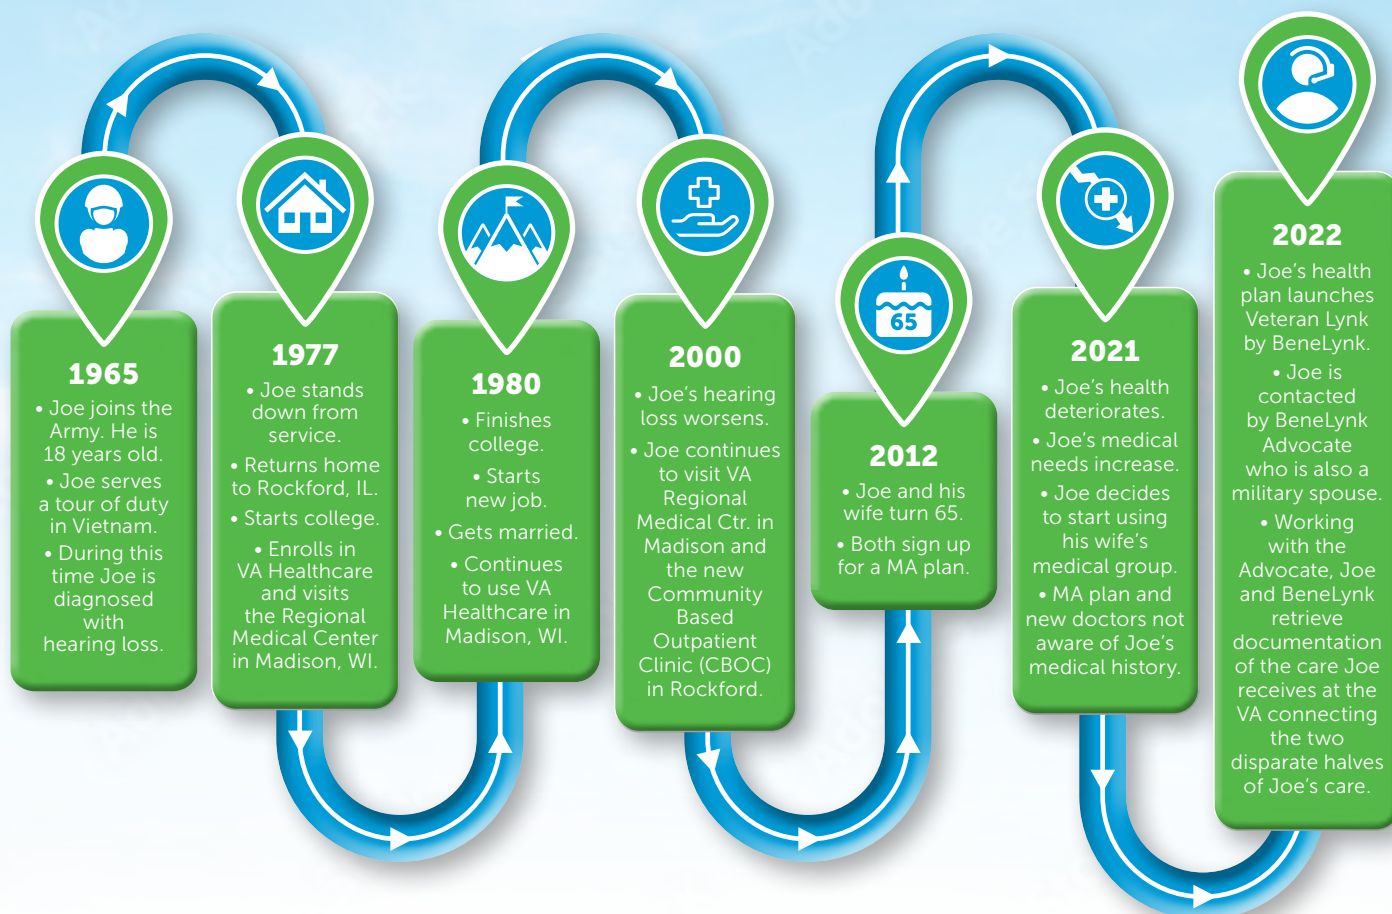 1965
• Joe joins the
Army. He is
18 years old.
• Joe serves
a tour of duty
in Vietnam.
• During this
time Joe is
diagnosed
with
hearing loss.
1977
• Joe stands
down from
service.
• Returns home
to Rockford, IL.
• Starts college.
• Enrolls in
VA Healthcare
and visits
the Regional
Medical Center
in Madison, WI.
1980
• Finishes
college.
• Starts
new job.
• Gets married.
• Continues
to use VA
Healthcare in
Madison, WI.
2000
• Joe’s hearing
loss worsens.
• Joe continues
to visit VA
Regional
Medical Ctr. in
Madison and
the new
Community
Based
Outpatient
Clinic (CBOC)
in Rockford.
65
2012
• Joe and his
wife turn 65.
• Both sign up
for a MA plan.
2021
• Joe’s health
deteriorates.
• Joe’s medical
needs increase.
• Joe decides
to start using
his wife’s
medical group.
• MA plan and
new doctors not
aware of Joe’s
medical history.
2022
• Joe’s health
plan launches
Veteran Lynk
by BeneLynk.
• Joe is
contacted
by BeneLynk
Advocate
who is also a
military spouse.
• Working
with the
Advocate, Joe
and BeneLynk
retrieve
documentation
of the care Joe
receives at the
VA connecting
the two
disparate halves
of Joe’s care.